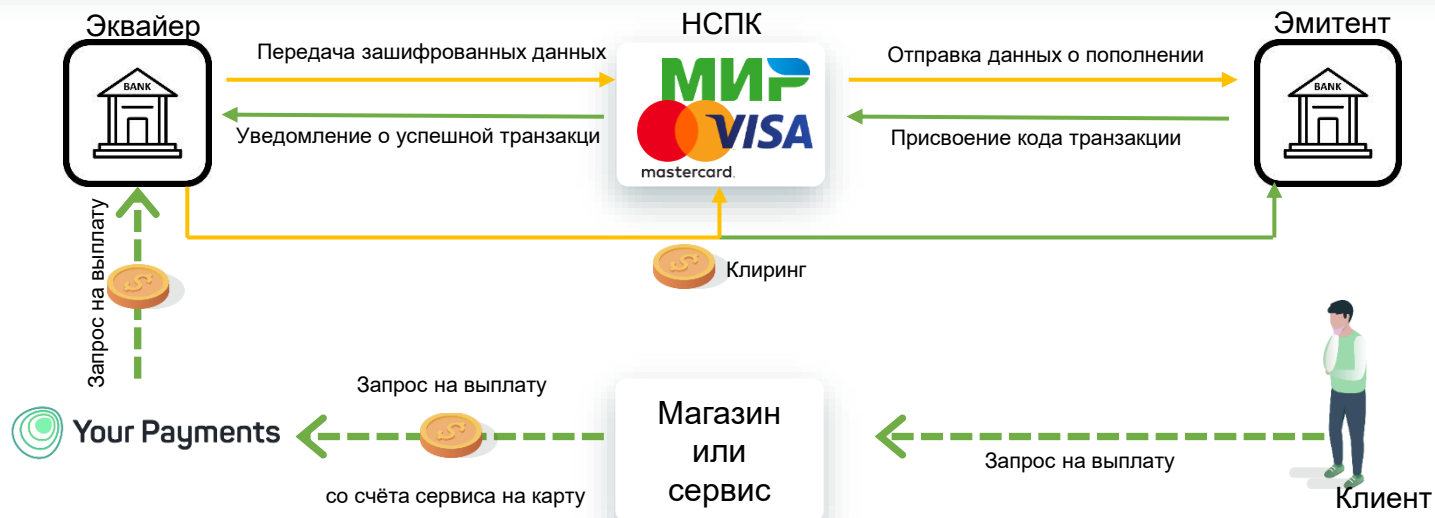 Эквайер
НСПК
Эмитент
Передача зашифрованных данных
Отправка данных о пополнении
BANK
МИР
BANK
VISA
Уведомление о успешной транзакци
Присвоение кода транзакции
mastercard.
Запрос на выплату
Клиринг
Запрос на выплату
Магазин
или
сервис
Your Payments
Запрос на выплату
со счёта сервиса на карту
Клиент